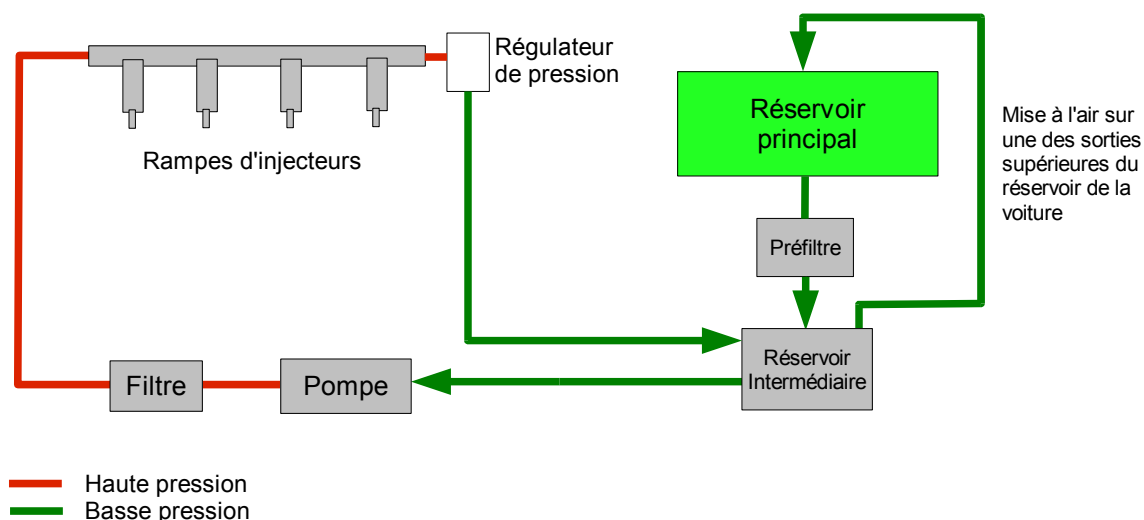 Régulateur
de pression
Rampes d'injecteurs
Réservoir
principal
Mise à l'air sur
une des sorties
supérieures du
réservoir de la
voiture
Préfiltre
Réservoir
Intermédiaire
Filtre
Pompe
Haute pression
Basse pression